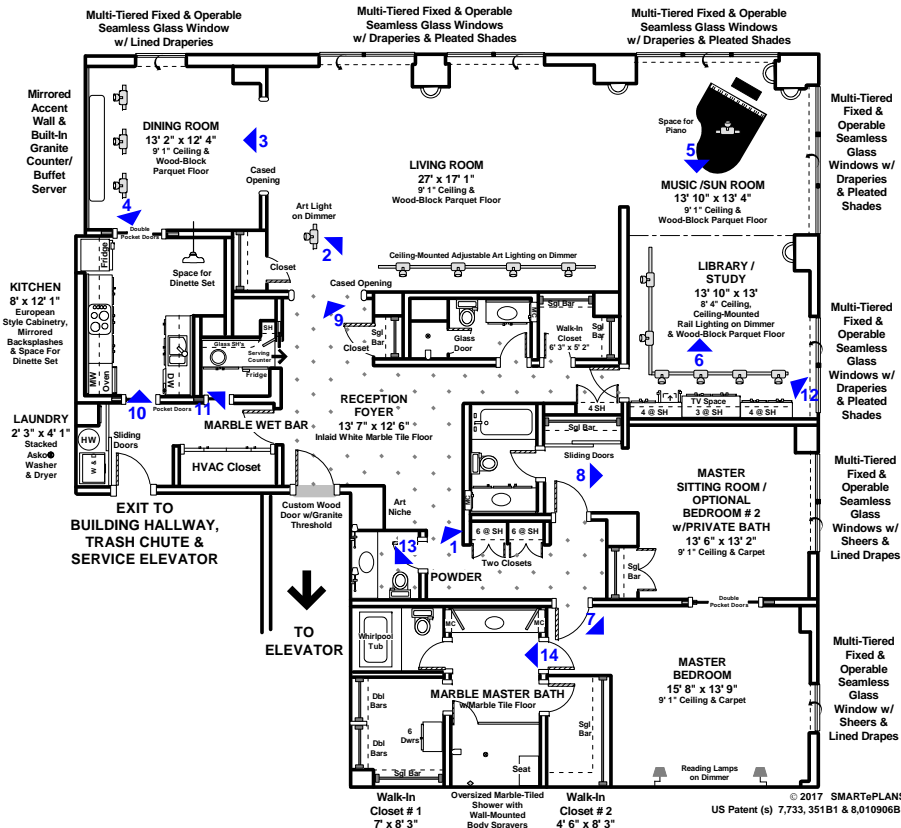 Multi-Tiered Fixed & Operable
Seamless Glass Window
w/ Lined Draperies
Multi-Tiered Fixed & Operable
Seamless Glass Windows
w/ Draperies & Pleated Shades
Multi-Tiered Fixed & Operable
Seamless Glass Windows
w/ Draperies & Pleated Shades
Mirrored
Accent
Wall &
Built-In
Granite
Counter/
Buffet
Server
DINING ROOM
13' 2" x 12' 4"
9' 1" Ceiling &
Wood-Block
Parquet Floor
3
Cased
Opening
4
Double
Pocket Doors
LIVING ROOM
27' x 17' 1"
9' 1" Ceiling &
Wood-Block Parquet Floor
Art Light
on Dimmer
2
Ceiling-Mounted Adjustable Art Lighting on Dimmer
Space for
Piano
5
MUSIC /SUN ROOM
13' 10" x 13' 4"
9' 1" Ceiling &
Wood-Block Parquet Floor
Multi-Tiered
Fixed &
Operable
Seamless
Glass
Windows w/
Draperies
& Pleated
Shades
LIBRARY /
STUDY
13' 10" x 13'
8' 4" Ceiling,
Ceiling-Mounted
Rail Lighting on Dimmer
& Wood-Block Parquet Floor
6
12
TV Space
4 @ SH
3 @ SH
4 @ SH
Multi-Tiered
Fixed &
Operable
Seamless
Glass
Windows w/
Draperies
& Pleated
Shades
KITCHEN
8' x 12' 1"
European
Style Cabinetry,
Mirrored
Backsplashes
& Space For
Dinette Set
Fridge
Space for
Dinette Set
Closet
MW
Oven
DW
10
Pocket Doors
11
SH
Glass SH's
Serving
Counter
Fridge
MARBLE WET BAR
Cased Opening
9
Closet
Sgl
Bar
Glass
Door
MC
Sgl Bar
Walk-In
Closet
6' 3" x 5' 2"
Sgl
Bar
4 SH
RECEPTION
FOYER
13' 7" x 12' 6"
Inlaid White Marble Tile Floor
LAUNDRY
2' 3" x 4' 1"
Stacked
Asko®
Washer
& Dryer
HW
W & D
Sliding
Doors
HVAC Closet
EXIT TO
BUILDING HALLWAY,
TRASH CHUTE &
SERVICE ELEVATOR
Custom Wood
Door w/Granite
Threshold
TO
ELEVATOR
Art
Niche
13
POWDER
1
MC
Sgl Bar
Sliding Doors
8
6 @ SH
6 @ SH
Two Closets
MASTER
SITTING ROOM /
OPTIONAL
BEDROOM # 2
w/PRIVATE BATH
13' 6" x 13' 2"
9' 1" Ceiling & Carpet
Sgl
Bar
Double
Pocket Doors
Multi-Tiered
Fixed &
Operable
Seamless
Glass
Windows w/
Sheers &
Lined Drapes
7
MASTER
BEDROOM
15' 8" x 13' 9"
9' 1" Ceiling & Carpet
Reading Lamps
on Dimmer
Multi-Tiered
Fixed &
Operable
Seamless
Glass
Window w/
Sheers &
Lined Drapes
Whirlpool
Tub
MC
MC
14
MARBLE MASTER BATH
w/Marble Tile Floor
Dbl
Bars
Dbl
Bars
6
Dwrs
Sgl Bar
Seat
Sgl
Bar
Walk-In
Closet # 1
7' x 8' 3"
Oversized Marble-Tiled
Shower with
Wall-Mounted
Body Sprayers
Walk-In
Closet # 2
4' 6" x 8' 3"
© 2017 SMARTePLANS
US Patent (s) 7,733, 351B1 & 8,010906B